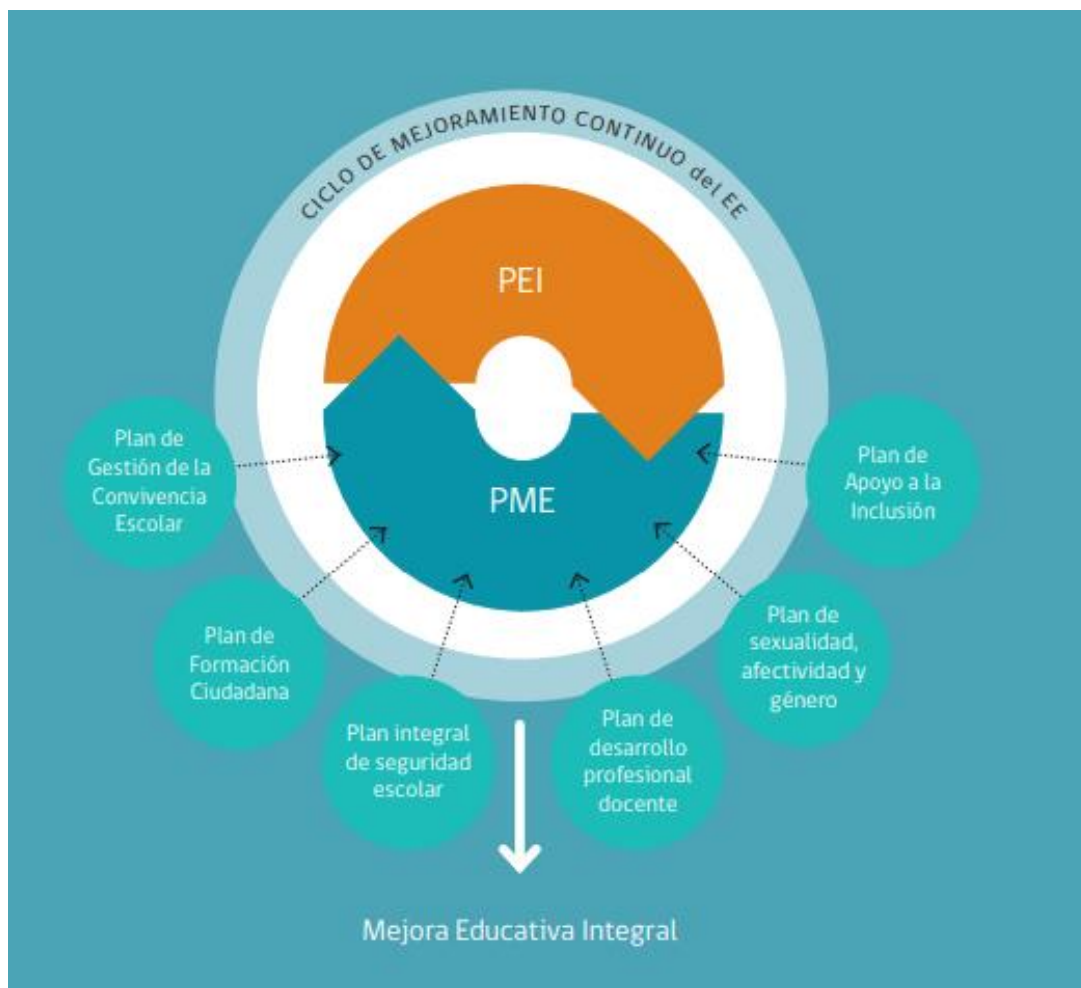 CICLO DE MEJORAMIENTO CONTINUO del EE
PEI
PME
Plan de
Gestión de la
Convivencia
Escolar
Plan de
Formación
Ciudadana
Plan integral
de seguridad
escolar
Plan de
desarrollo
profesional
docente
Plan de
sexualidad,
afectividad y
género
Plan de
Apoyo a la
Inclusión
Mejora Educativa Integral